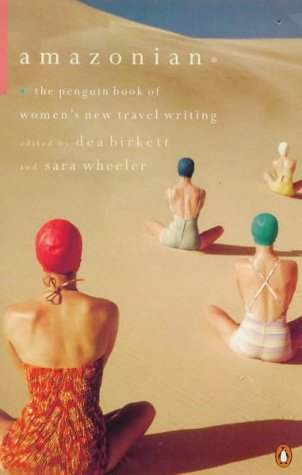 amazonian
the penguin book of
women's new travel writing
edited by dea birkett
and sara wheeler